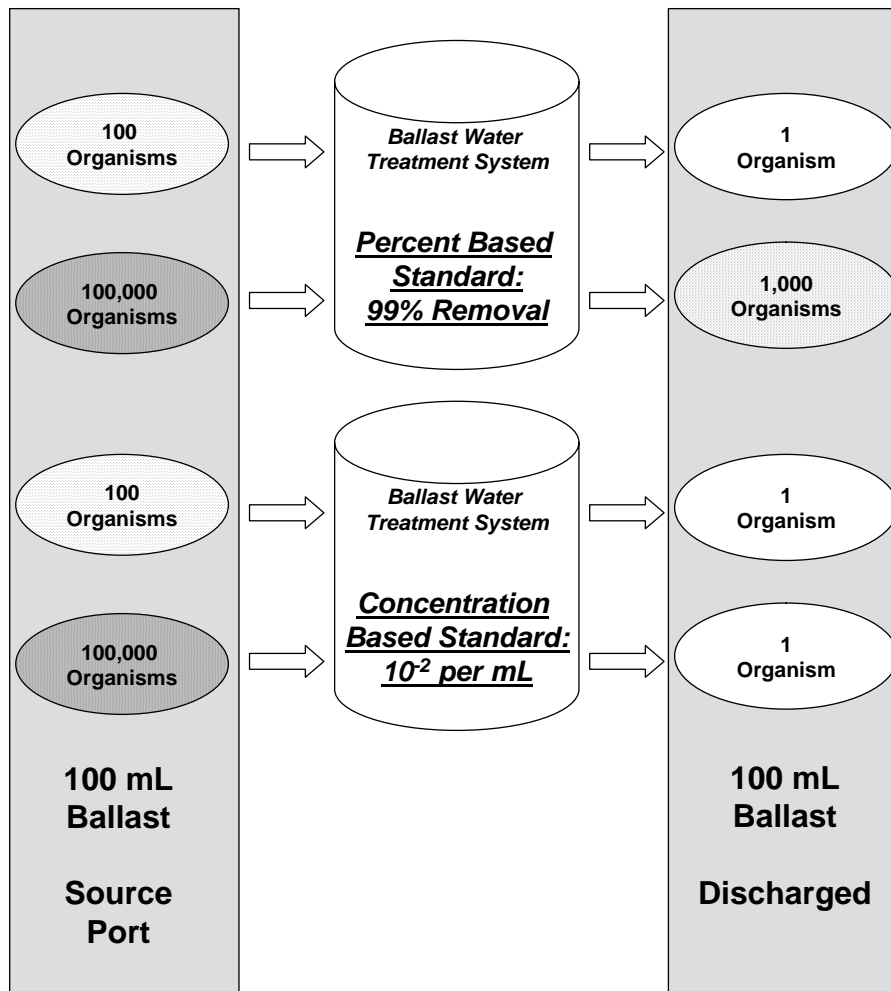 100
Organisms
Ballast Water
Treatment System
1
Organism
Percent Based
Standard:
99% Removal
100,000
Organisms
1,000
Organisms
100
Organisms
Ballast Water
Treatment System
1
Organism
Concentration
Based Standard:
10⁻² per mL
100,000
Organisms
1
Organism
100 mL
Ballast
Source
Port
100 mL
Ballast
Discharged